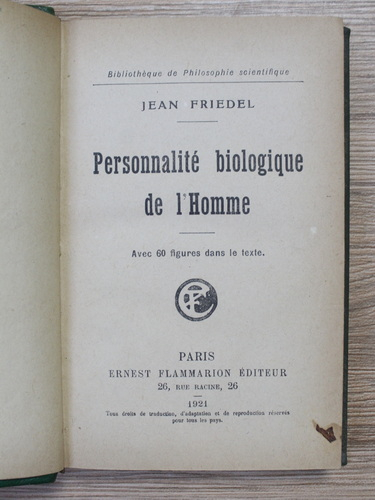 Bibliothèque de Philosophie scientifique
JEAN FRIEDEL
Personnalité biologique
de l'Homme
Avec 60 figures dans le texte.
PARIS
ERNEST FLAMMARION ÉDITEUR
26, RUE RACINE, 26
1921
Tous droits de traduction, d'adaptation et de reproduction réservés
pour tous les pays.